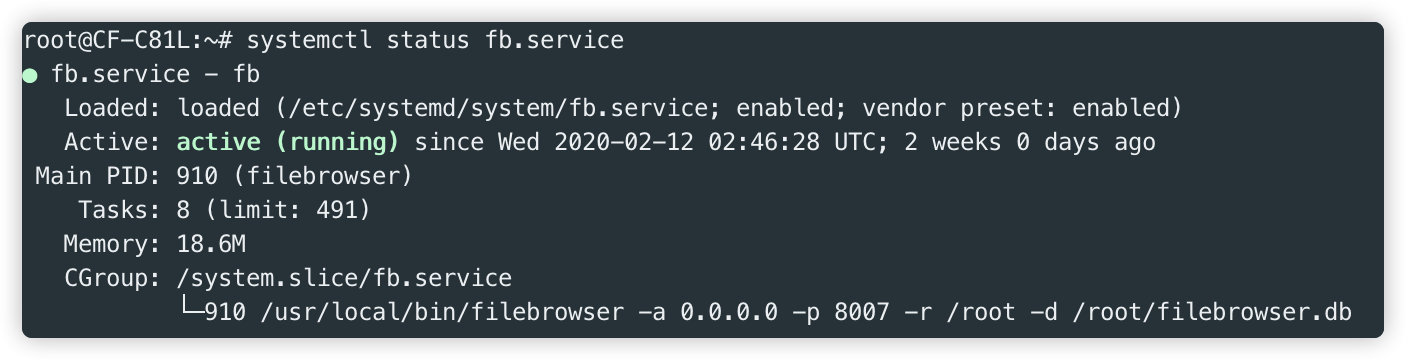 root@CF-C81L:~# systemctl status fb.service
● fb.service - fb
   Loaded: loaded (/etc/systemd/system/fb.service; enabled; vendor preset: enabled)
   Active: active (running) since Wed 2020-02-12 02:46:28 UTC; 2 weeks 0 days ago
 Main PID: 910 (filebrowser)
    Tasks: 8 (limit: 491)
   Memory: 18.6M
   CGroup: /system.slice/fb.service
           └─910 /usr/local/bin/filebrowser -a 0.0.0.0 -p 8007 -r /root -d /root/filebrowser.db